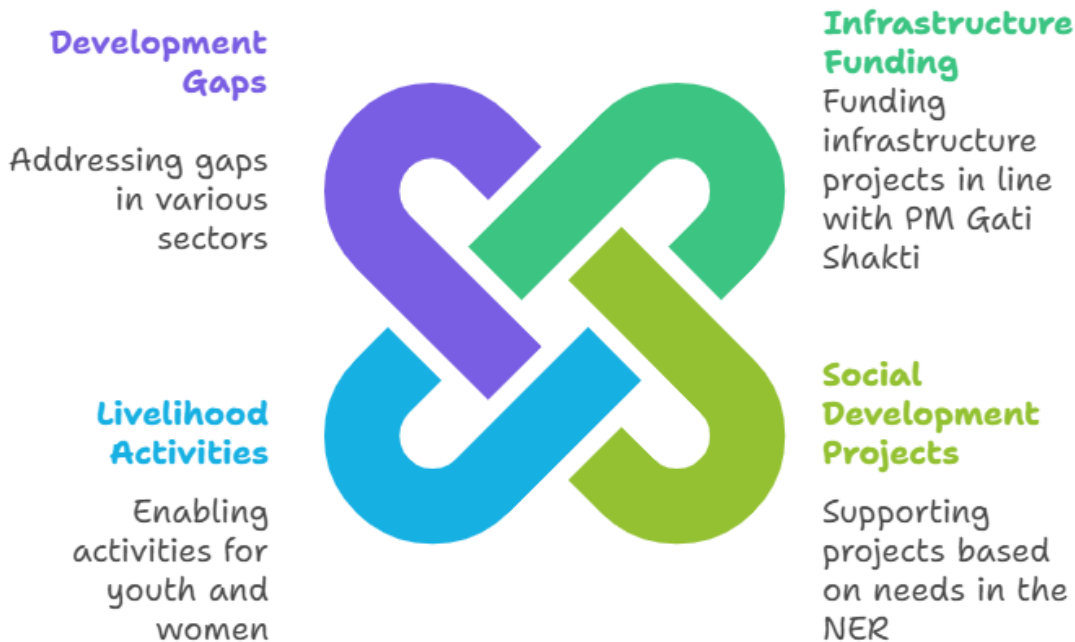 Development
Gaps
Addressing gaps
in various
sectors
Infrastructure
Funding
Funding
infrastructure
projects in line
with PM Gati
Shakti
Livelihood
Activities
Enabling
activities for
youth and
women
Social
Development
Projects
Supporting
projects based
on needs in the
NER